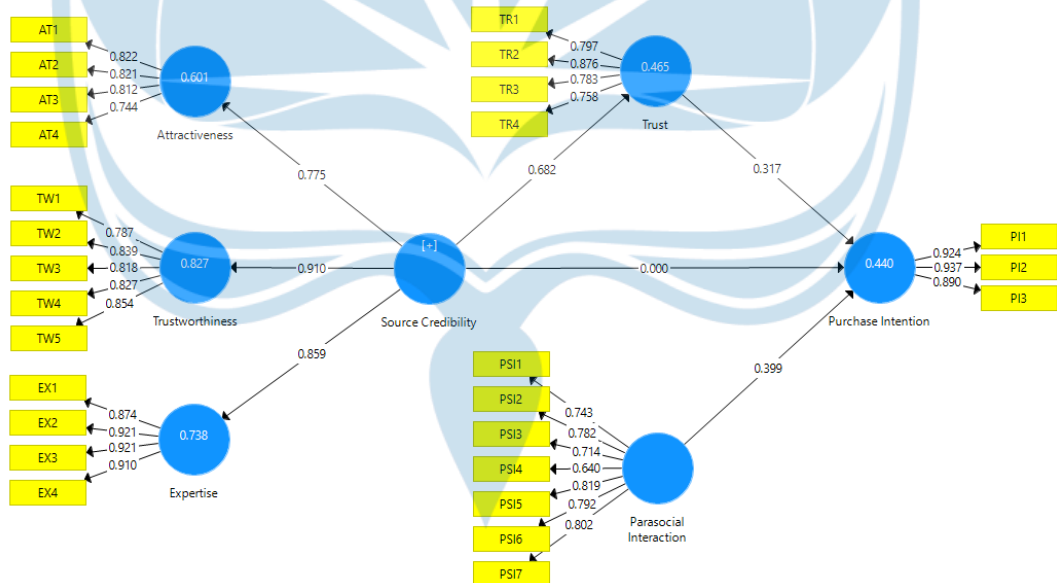 AT1
AT2
AT3
AT4
0.822
0.821
0.812
0.744
0.601
Attractiveness
TR1
TR2
TR3
TR4
0.797
0.876
0.783
0.758
0.465
Trust
0.775
0.682
0.317
TW1
TW2
TW3
TW4
TW5
0.787
0.839
0.818
0.827
0.854
0.827
Trustworthiness
0.910
[+]
Source Credibility
0.000
0.440
Purchase Intention
0.924
0.937
0.890
PI1
PI2
PI3
0.859
0.399
EX1
EX2
EX3
EX4
0.874
0.921
0.921
0.910
0.738
Expertise
PSI1
PSI2
PSI3
PSI4
PSI5
PSI6
PSI7
0.743
0.782
0.714
0.640
0.819
0.792
0.802
Parasocial
Interaction